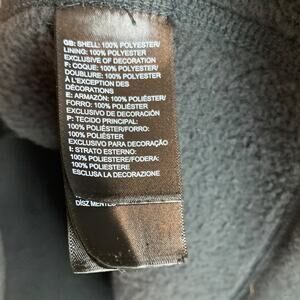 GB: SHELL: 100% POLYESTER/
LINING: 100% POLYESTER
EXCLUSIVE OF DECORATION
F: COQUE: 100% POLYESTER/
DOUBLURE: 100% POLYESTER
À L'EXCEPTION DES
DÉCORATIONS
E: ARMAZÓN: 100% POLIÉSTER/
FORRO: 100% POLIÉSTER
EXCLUSIVO DE DECORACIÓN
P: TECIDO PRINCIPAL:
100% POLIÉSTER/FORRO:
100% POLIÉSTER
EXCLUSIVO PARA DECORAÇÃO
I: STRATO ESTERNO:
100% POLIESTERE/FODERA:
100% POLIESTERE
ESCLUSA LA DECORAZIONE
DÍSZ